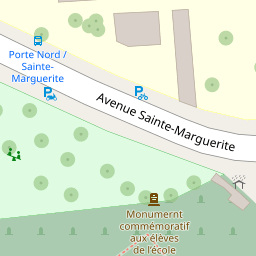 Porte Nord /
Sainte-
Marguerite
Avenue Sainte-Marguerite
Monumernt
commémoratif
aux élèves
de l'école